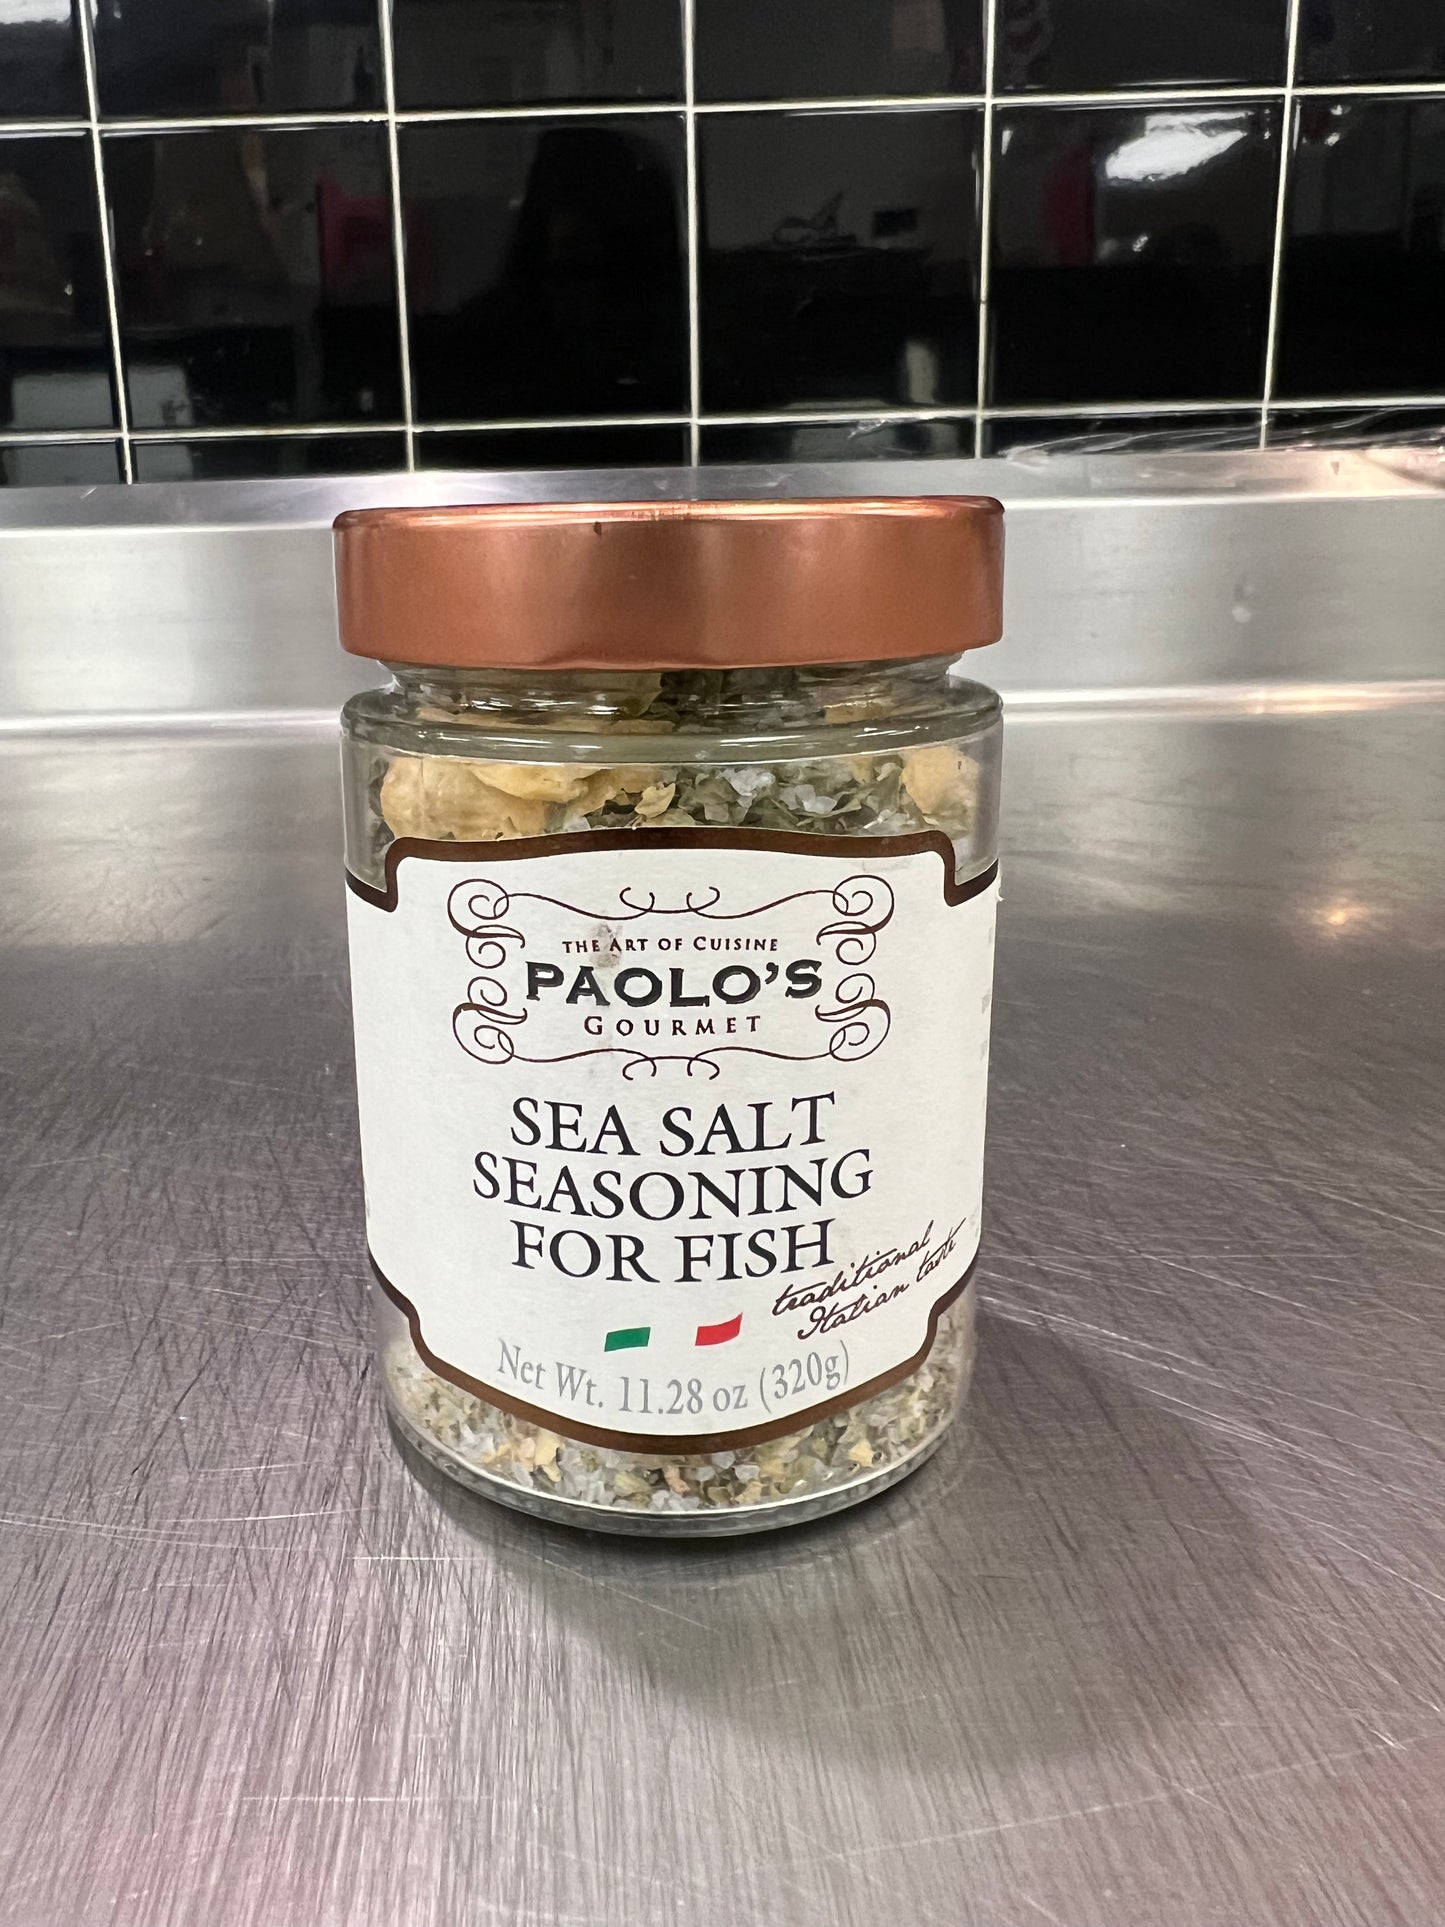 THE ART OF CUISINE
PAOLO'S
GOURMET
SEA SALT
SEASONING
FOR FISH
traditional
Italian taste
Net Wt. 11.28 oz (320g)